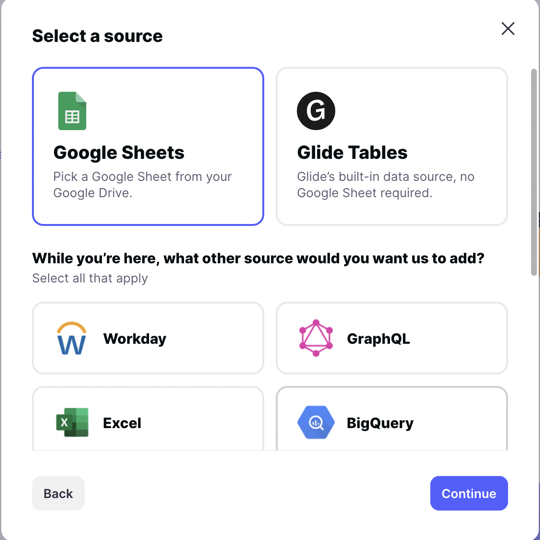 Select a source
Google Sheets
Pick a Google Sheet from your
Google Drive.
G
Glide Tables
Glide’s built-in data source, no
Google Sheet required.
While you’re here, what other source would you want us to add?
Select all that apply
W
Workday
GraphQL
X
Excel
BigQuery
Back
Continue